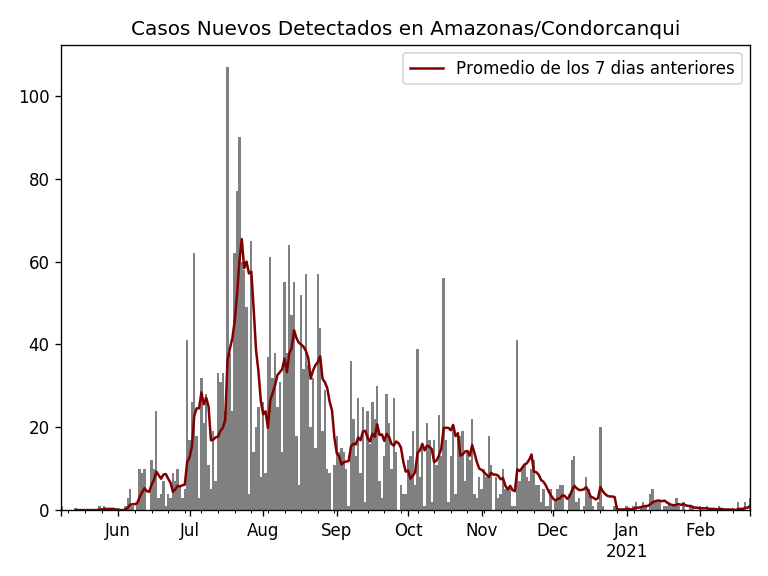 Casos Nuevos Detectados en Amazonas/Condorcanqui
Promedio de los 7 dias anteriores
100
80
60
40
20
0
Jun Jul Aug Sep Oct Nov Dec Jan Feb
2021